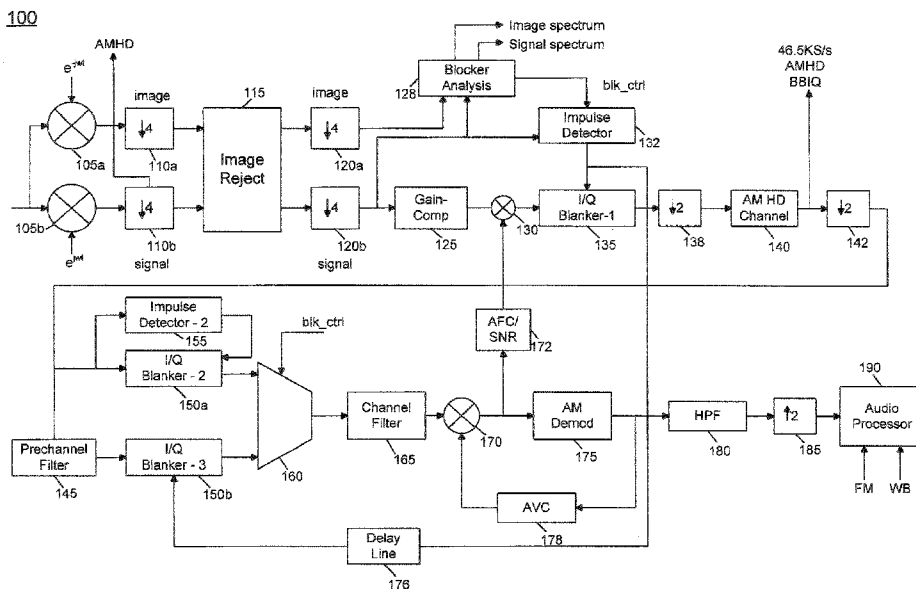 100
Image spectrum
Signal spectrum
AMHD
46.5KS/s
AMHD
BBIQ
e-jwt
image
115
image
128
Blocker
Analysis
blk_ctrl
↓4
↓4
Impulse
Detector
132
105a
110a
Image
Reject
120a
↓4
↓4
Gain-
Comp
130
I/Q
Blanker-1
↓2
AM HD
Channel
↓2
105b
110b
120b
125
135
138
140
142
ejwt
signal
signal
Impulse
Detector - 2
155
blk_ctrl
AFC/
SNR
172
I/Q
Blanker - 2
150a
190
Prechannel
Filter
145
I/Q
Blanker - 3
150b
160
Channel
Filter
165
170
AM
Demod
175
HPF
180
↑2
185
Audio
Processor
FM
WB
AVC
178
Delay
Line
176